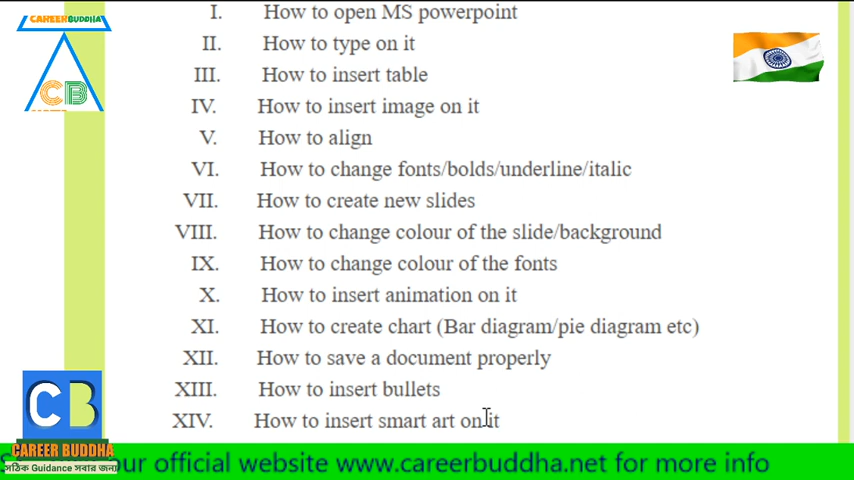 CAREERBUDDHA
CB
I. How to open MS powerpoint
II. How to type on it
III. How to insert table
IV. How to insert image on it
V. How to align
VI. How to change fonts/bolds/underline/italic
VII. How to create new slides
VIII. How to change colour of the slide/background
IX. How to change colour of the fonts
X. How to insert animation on it
XI. How to create chart (Bar diagram/pie diagram etc)
XII. How to save a document properly
XIII. How to insert bullets
XIV. How to insert smart art on it
CB
CAREER BUDDHA
সঠিক Guidance সবার জন্য
our official website www.careerbuddha.net for more info